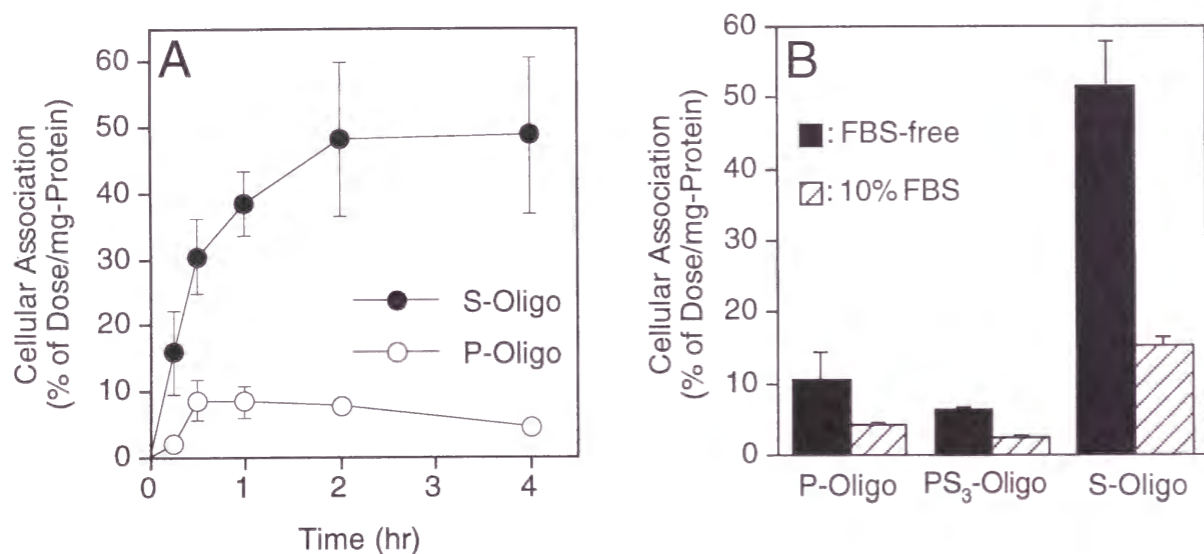 A
Cellular Association
(% of Dose/mg-Protein)
60
50
40
30
20
10
0
S-Oligo
P-Oligo
0 1 2 3 4
Time (hr)
B
Cellular Association
(% of Dose/mg-Protein)
60
50
40
30
20
10
0
: FBS-free
: 10% FBS
P-Oligo PS₃-Oligo S-Oligo